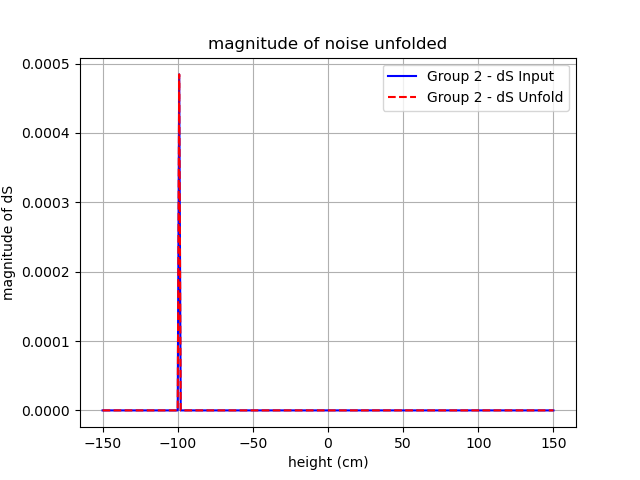 magnitude of noise unfolded
Group 2 - dS Input
Group 2 - dS Unfold
magnitude of dS
0.0005
0.0004
0.0003
0.0002
0.0001
0.0000
−150 −100 −50 0 50 100 150
height (cm)